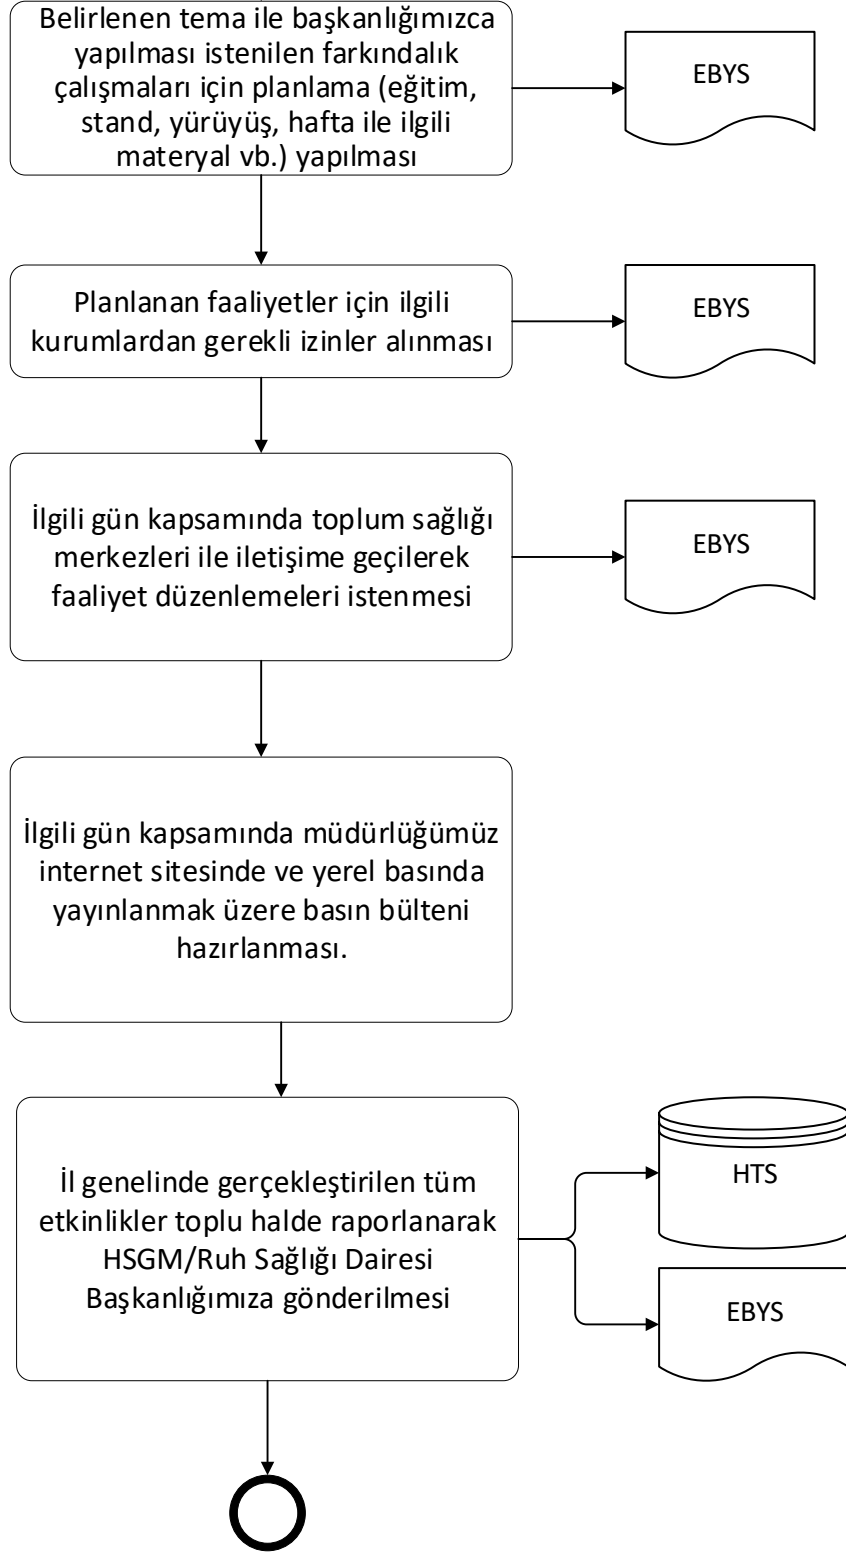 Belirlenen tema ile başkanlığımızca
yapılması istenilen farkındalık
çalışmaları için planlama (eğitim,
stand, yürüyüş, hafta ile ilgili
materyal vb.) yapılması
EBYS
Planlanan faaliyetler için ilgili
kurumlardan gerekli izinler alınması
EBYS
İlgili gün kapsamında toplum sağlığı
merkezleri ile iletişime geçilerek
faaliyet düzenlemeleri istenmesi
EBYS
İlgili gün kapsamında müdürlüğümüz
internet sitesinde ve yerel basında
yayınlanmak üzere basın bülteni
hazırlanması.
İl genelinde gerçekleştirilen tüm
etkinlikler toplu halde raporlanarak
HSGM/Ruh Sağlığı Dairesi
Başkanlığımıza gönderilmesi
HTS
EBYS